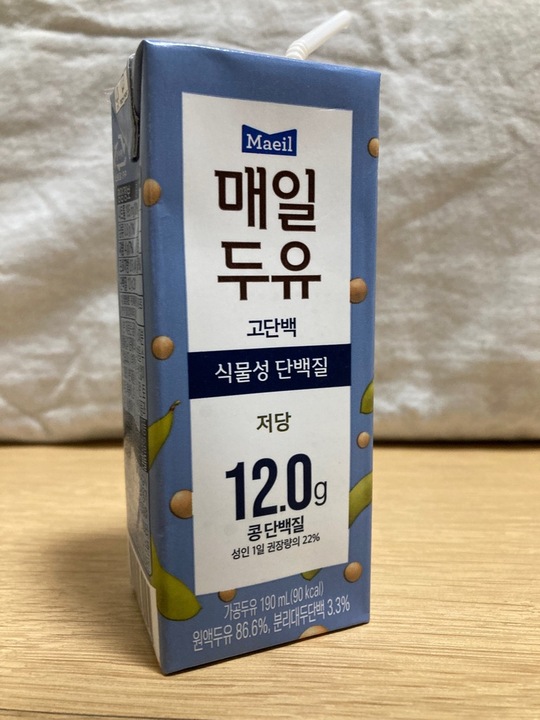 Maeil
매일
두유
고단백
식물성 단백질
저당
12.0g
콩단백질
성인 1일 권장량의 22%
가공두유 190 mL(90 kcal)
원액두유 86.6%, 분리대두단백 3.3%